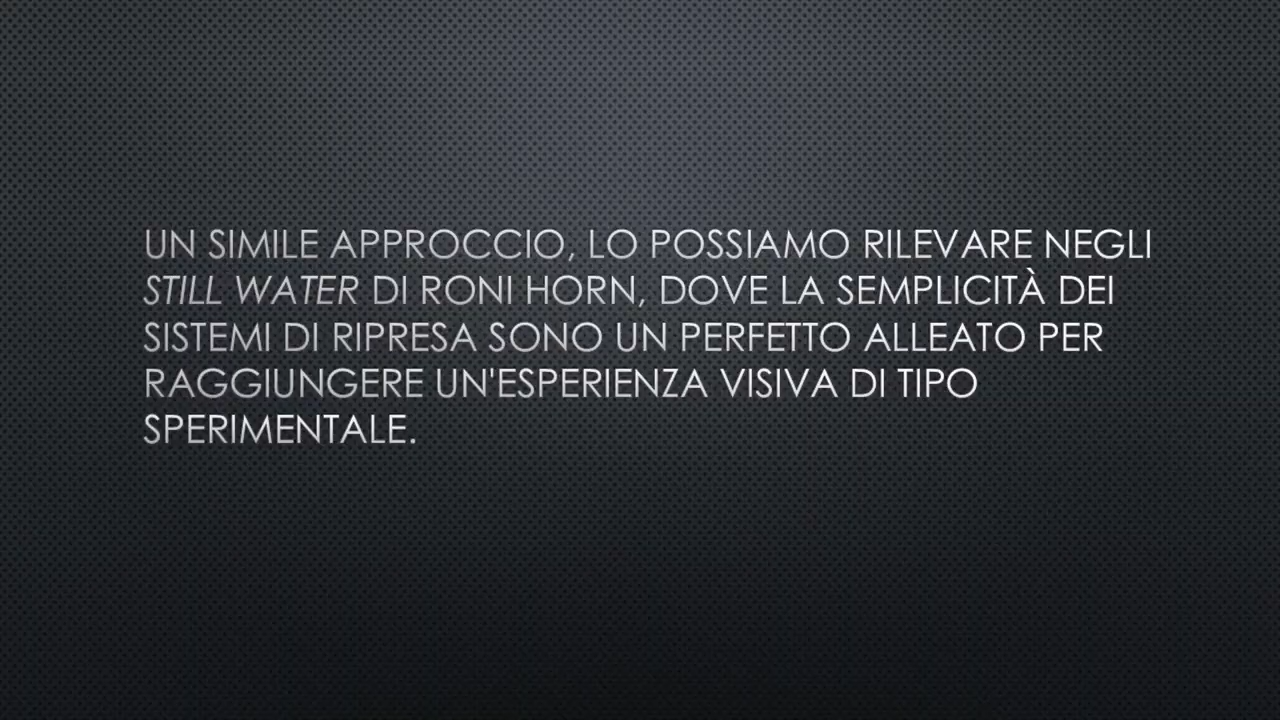 UN SIMILE APPROCCIO, LO POSSIAMO RILEVARE NEGLI
STILL WATER DI RONI HORN, DOVE LA SEMPLICITÀ DEI
SISTEMI DI RIPRESA SONO UN PERFETTO ALLEATO PER
RAGGIUNGERE UN'ESPERIENZA VISIVA DI TIPO
SPERIMENTALE.